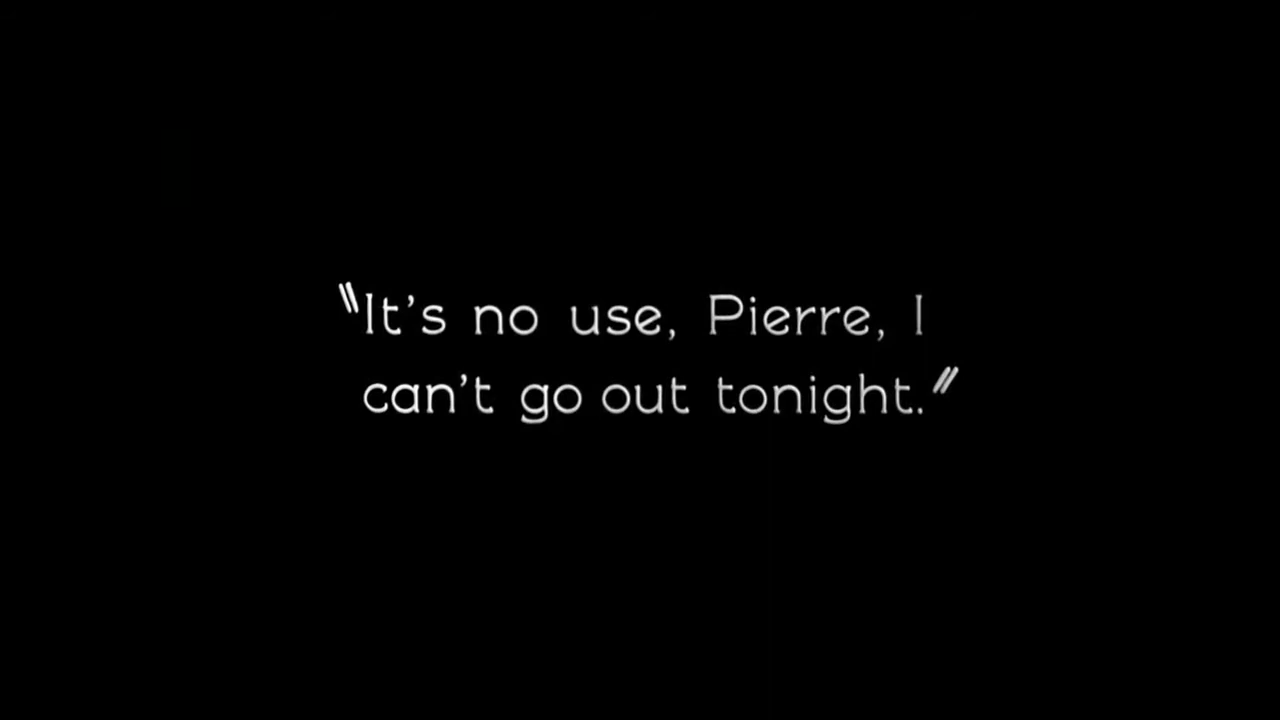 "It's no use, Pierre, I
can't go out tonight."